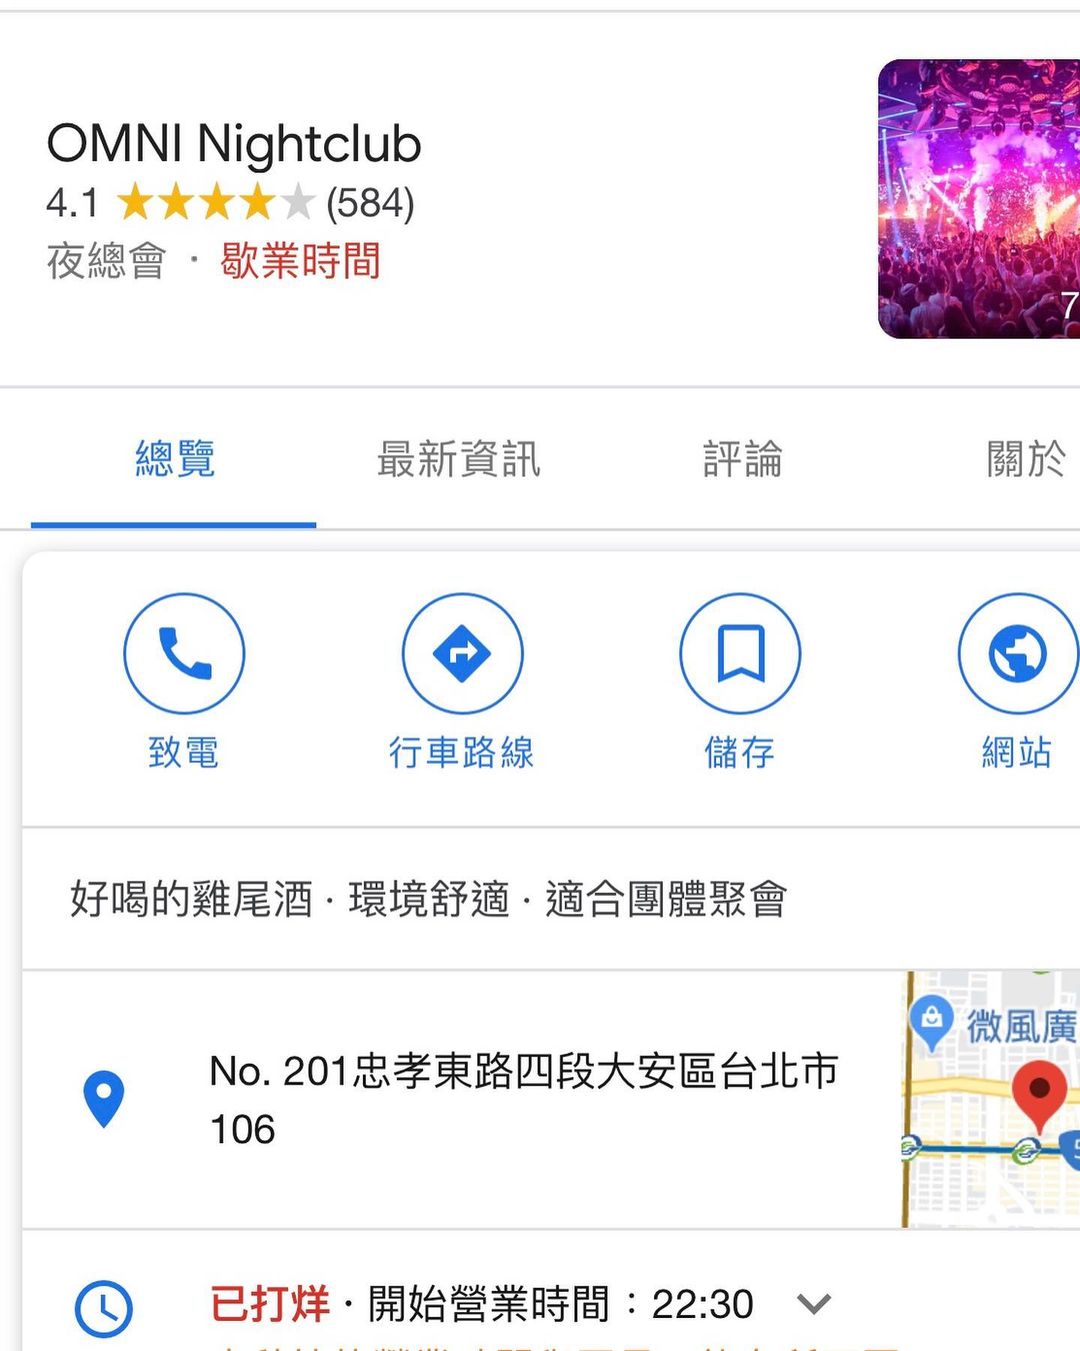 OMNI Nightclub
4.1 (584)
夜總會 · 歇業時間
7
總覽 最新資訊 評論 關於
致電 行車路線 儲存 網站
好喝的雞尾酒 · 環境舒適 · 適合團體聚會
微風廣
No. 201忠孝東路四段大安區台北市
106
5
已打烊 · 開始營業時間：22:30